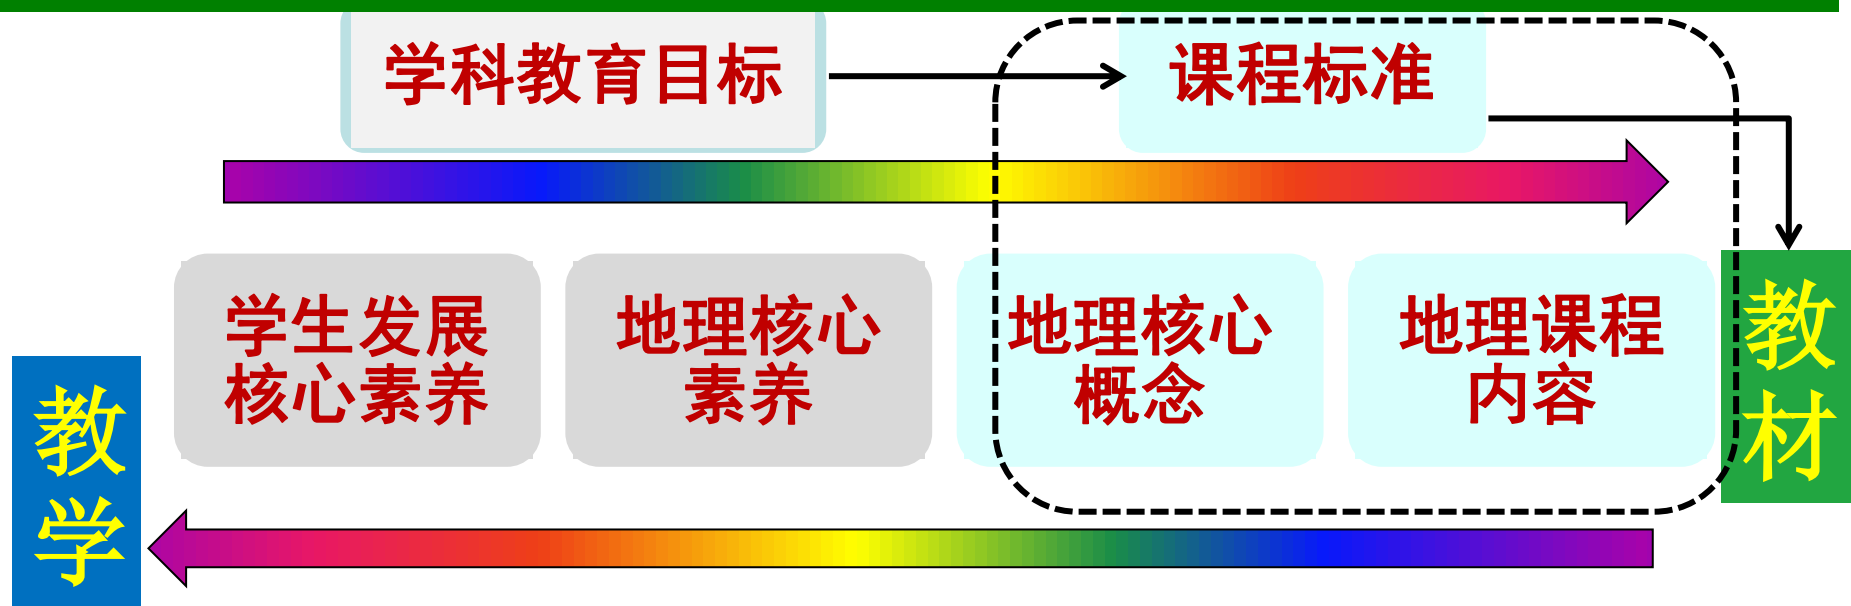 学科教育目标
课程标准
学生发展
核心素养
地理核心
素养
地理核心
概念
地理课程
内容
教
材
教
学